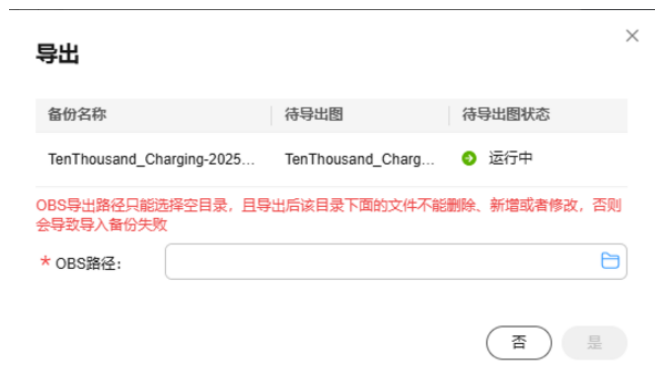 导出
备份名称 待导出图 待导出图状态
TenThousand_Charging-2025... TenThousand_Charg... 运行中
OBS导出路径只能选择空目录，且导出后该目录下面的文件不能删除、新增或者修改，否则
会导致导入备份失败
* OBS路径：
否 是